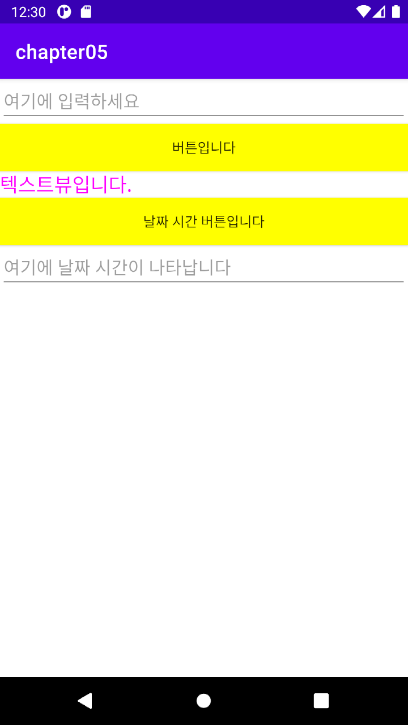 12:30
chapter05
여기에 입력하세요
버튼입니다
텍스트뷰입니다.
날짜 시간 버튼입니다
여기에 날짜 시간이 나타납니다